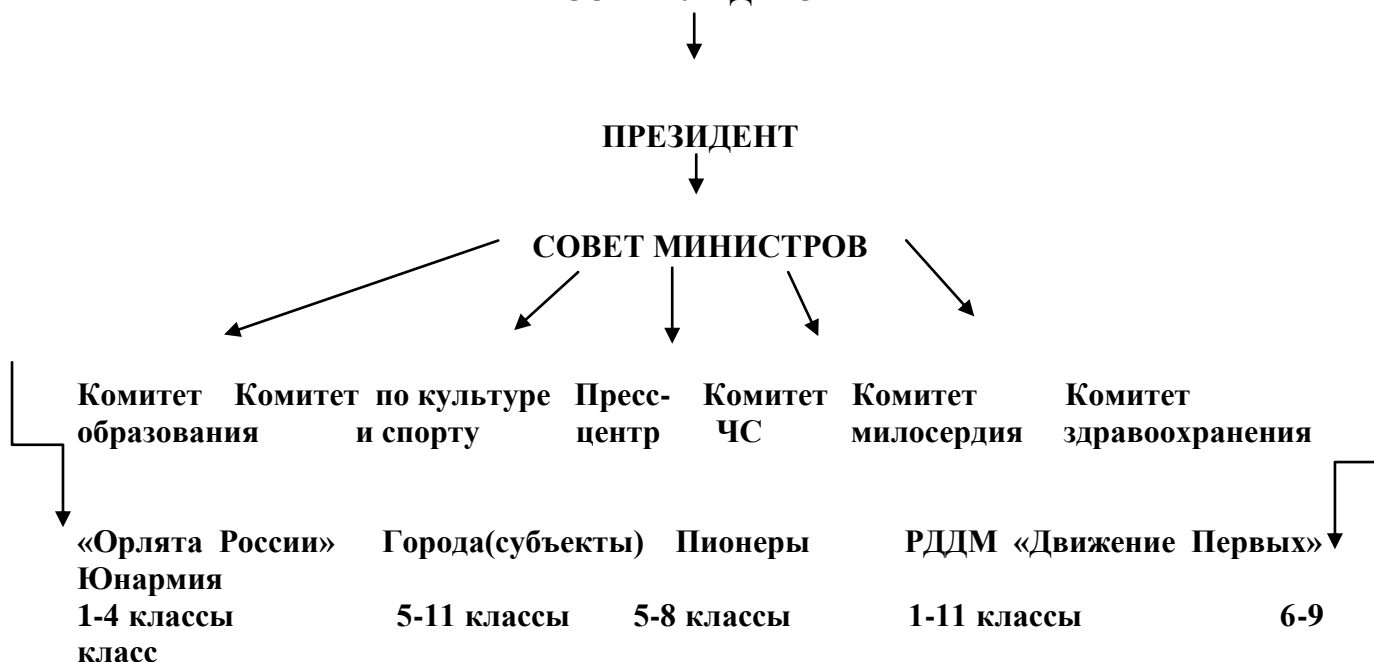 ПРЕЗИДЕНТ
СОВЕТ МИНИСТРОВ
Комитет Комитет по культуре Пресс- Комитет Комитет Комитет
образования и спорту центр ЧС милосердия здравоохранения
«Орлята России» Города(субъекты) Пионеры РДДМ «Движение Первых»
Юнармия
1-4 классы 5-11 классы 5-8 классы 1-11 классы 6-9
класс